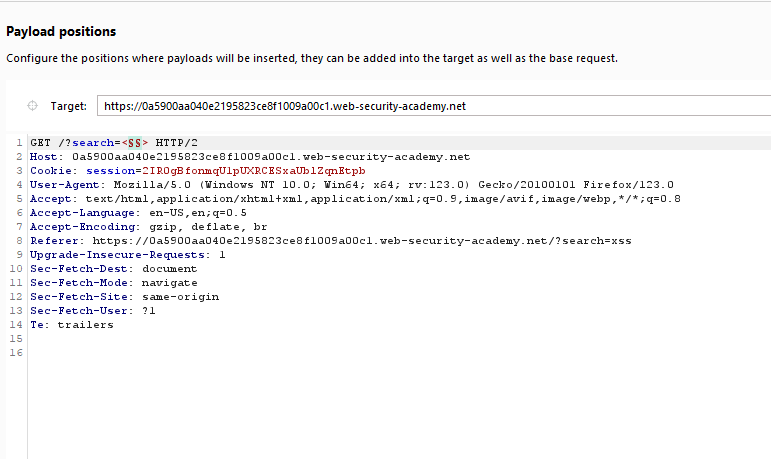 Payload positions
Configure the positions where payloads will be inserted, they can be added into the target as well as the base request.
Target: https://0a5900aa040e2195823ce8f1009a00c1.web-security-academy.net
1 GET /?search=<§§> HTTP/2
2 Host: 0a5900aa040e2195823ce8f1009a00c1.web-security-academy.net
3 Cookie: session=2IROgBfonmqUlpUXRCESxaUblZqnEtpb
4 User-Agent: Mozilla/5.0 (Windows NT 10.0; Win64; x64; rv:123.0) Gecko/20100101 Firefox/123.0
5 Accept: text/html,application/xhtml+xml,application/xml;q=0.9,image/avif,image/webp,*/*;q=0.8
6 Accept-Language: en-US,en;q=0.5
7 Accept-Encoding: gzip, deflate, br
8 Referer: https://0a5900aa040e2195823ce8f1009a00c1.web-security-academy.net/?search=xss
9 Upgrade-Insecure-Requests: 1
10 Sec-Fetch-Dest: document
11 Sec-Fetch-Mode: navigate
12 Sec-Fetch-Site: same-origin
13 Sec-Fetch-User: ?1
14 Te: trailers
15
16